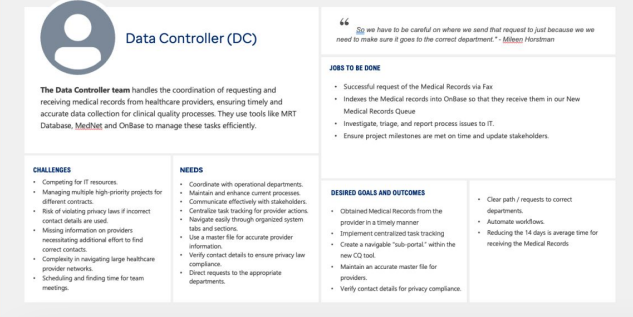 Data Controller (DC)
The Data Controller team handles the coordination of requesting and
receiving medical records from healthcare providers, ensuring timely and
accurate data collection for clinical quality processes. They use tools like MRT
Database, MedNet and OnBase to manage these tasks efficiently.
“
So we have to be careful on where we send that request to just because we we
need to make sure it goes to the correct department." - Mileen Horstman
JOBS TO BE DONE
• Successful request of the Medical Records via Fax
• Indexes the Medical records into OnBase so that they receive them in our New
Medical Records Queue
• Investigate, triage, and report process issues to IT.
• Ensure project milestones are met on time and update stakeholders.
CHALLENGES
• Competing for IT resources.
• Managing multiple high-priority projects for
different contracts.
• Risk of violating privacy laws if incorrect
contact details are used.
• Missing information on providers
necessitating additional effort to find
correct contacts.
• Complexity in navigating large healthcare
provider networks.
• Scheduling and finding time for team
meetings.
NEEDS
• Coordinate with operational departments.
• Maintain and enhance current processes.
• Communicate effectively with stakeholders.
• Centralize task tracking for provider actions.
• Navigate easily through organized system
tabs and sections.
• Use a master file for accurate provider
information.
• Verify contact details to ensure privacy law
compliance.
• Direct requests to the appropriate
departments.
DESIRED GOALS AND OUTCOMES
• Obtained Medical Records from the
provider in a timely manner
• Implement centralized task tracking
• Create a navigable "sub-portal." within the
new CQ tool.
• Maintain an accurate master file for
providers.
• Verify contact details for privacy compliance.
• Clear path / requests to correct
departments.
• Automate workflows.
• Reducing the 14 days is average time for
receiving the Medical Records